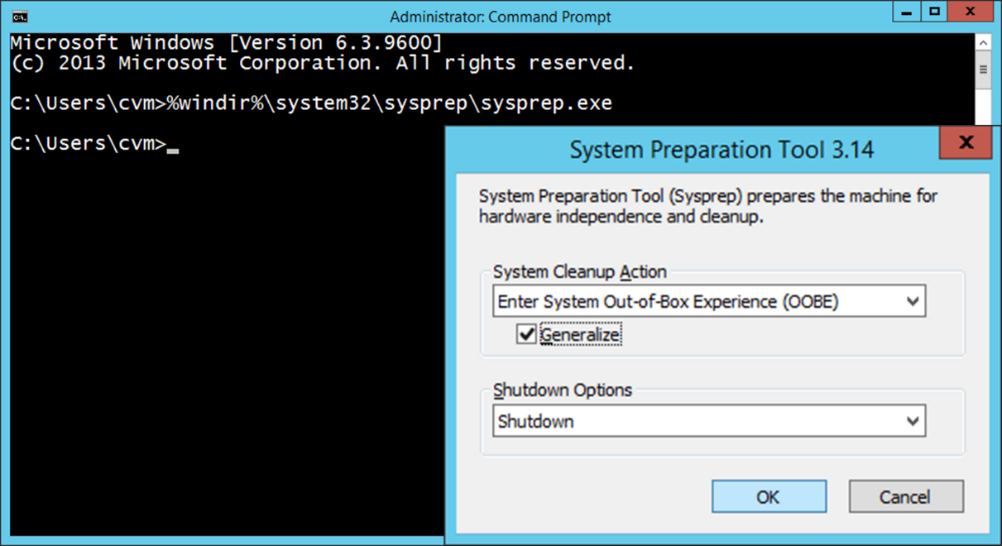 Administrator: Command Prompt
Microsoft Windows [Version 6.3.9600]
(c) 2013 Microsoft Corporation. All rights reserved.
C:\Users\cvm>%windir%\system32\sysprep\sysprep.exe
C:\Users\cvm>_
System Preparation Tool 3.14
System Preparation Tool (Sysprep) prepares the machine for
hardware independence and cleanup.
System Cleanup Action
Enter System Out-of-Box Experience (OOBE)
Generalize
Shutdown Options
Shutdown
OK
Cancel